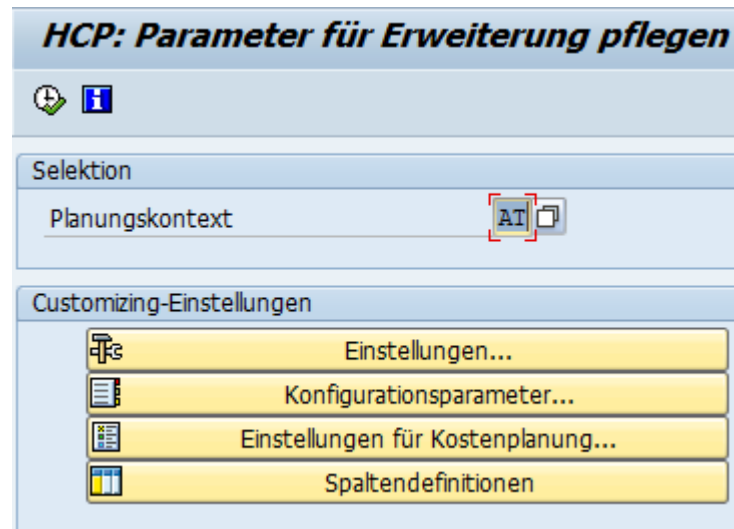 HCP: Parameter für Erweiterung pflegen
Selektion
Planungskontext AT
Customizing-Einstellungen
Einstellungen...
Konfigurationsparameter...
Einstellungen für Kostenplanung...
Spaltendefinitionen